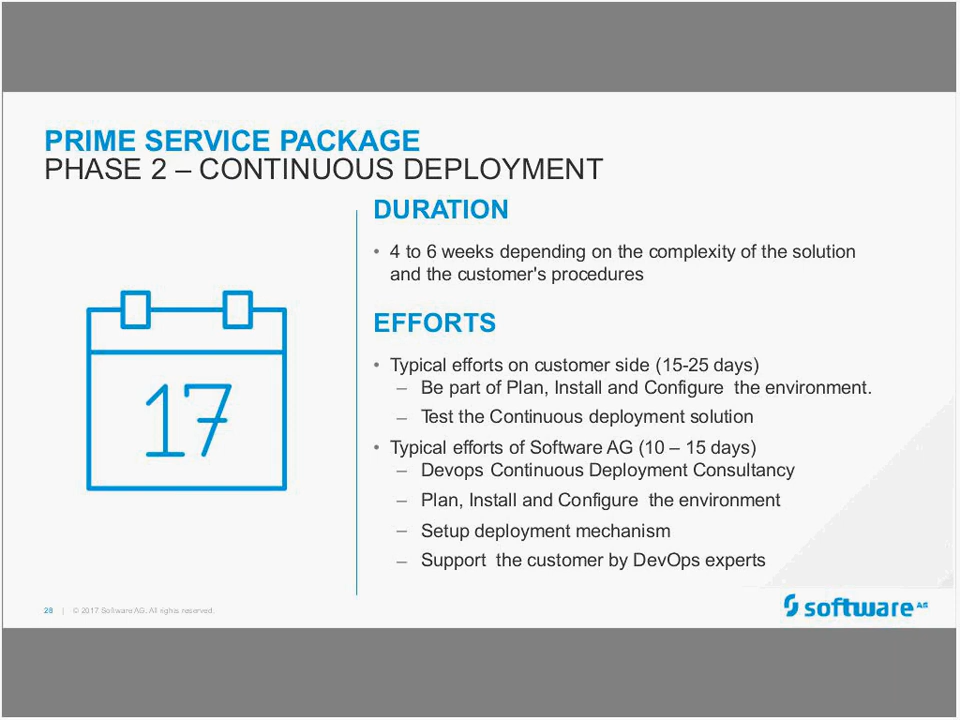 PRIME SERVICE PACKAGE
PHASE 2 – CONTINUOUS DEPLOYMENT
17
DURATION
• 4 to 6 weeks depending on the complexity of the solution
and the customer's procedures
EFFORTS
• Typical efforts on customer side (15-25 days)
– Be part of Plan, Install and Configure the environment.
– Test the Continuous deployment solution
• Typical efforts of Software AG (10 – 15 days)
– Devops Continuous Deployment Consultancy
– Plan, Install and Configure the environment
– Setup deployment mechanism
– Support the customer by DevOps experts
28 | © 2017 Software AG. All rights reserved.
software AG